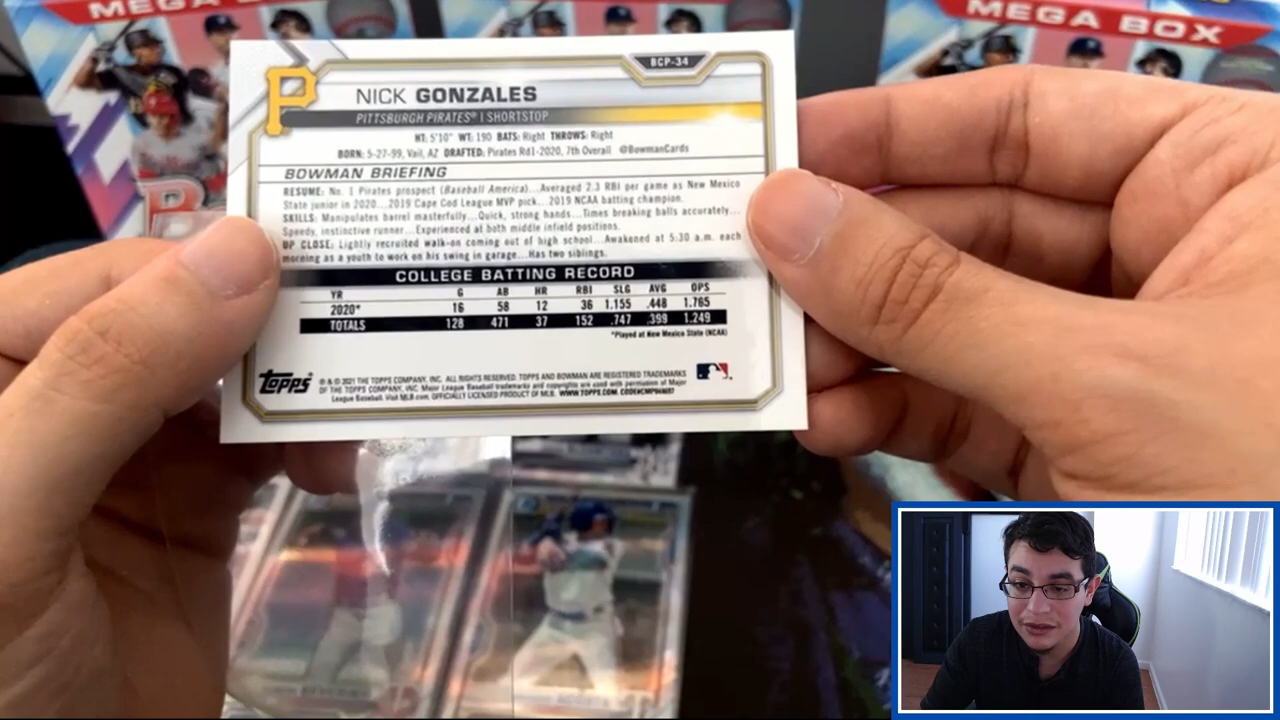 MEGA BOX
MEGA BOX
BCP-34
P
NICK GONZALES
PITTSBURGH PIRATES® | SHORTSTOP
HT: 5'10" WT: 190 BATS: Right THROWS: Right
BORN: 5-27-99, Vail, AZ DRAFTED: Pirates Rd1-2020, 7th Overall @BowmanCards
BOWMAN BRIEFING
RESUME: No. 1 Pirates prospect (Baseball America)...Averaged 2.3 RBI per game as New Mexico
State junior in 2020...2019 Cape Cod League MVP pick...2019 NCAA batting champion.
SKILLS: Manipulates barrel masterfully...Quick, strong hands...Times breaking balls accurately...
Speedy, instinctive runner...Experienced at both middle infield positions.
UP CLOSE: Lightly recruited walk-on coming out of high school...Awakened at 5:30 a.m. each
morning as a youth to work on his swing in garage...Has two siblings.
COLLEGE BATTING RECORD
YR G AB HR RBI SLG AVG OPS
2020* 16 58 12 36 1.155 .448 1.765
TOTALS 128 471 37 152 .747 .399 1.249
*Played at New Mexico State (NCAA)
TOPPS
® & © 2021 THE TOPPS COMPANY, INC. ALL RIGHTS RESERVED. TOPPS AND BOWMAN ARE REGISTERED TRADEMARKS
OF THE TOPPS COMPANY, INC. Major League Baseball trademarks and copyrights are used with permission of Major
League Baseball. Visit MLB.com. OFFICIALLY LICENSED PRODUCT OF MLB. WWW.TOPPS.COM.